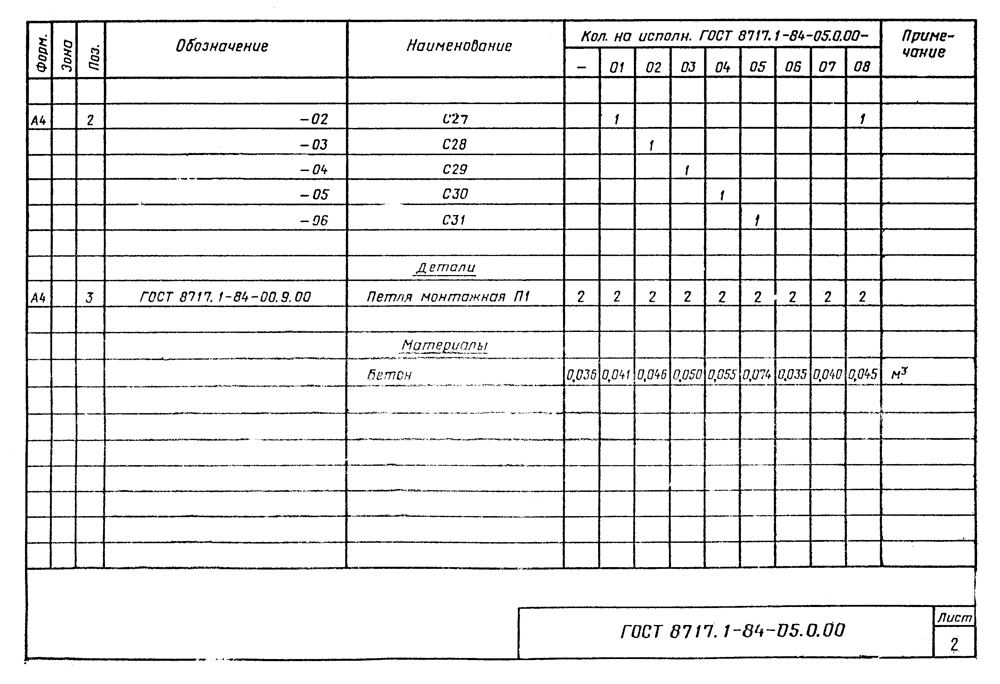 Форм. Зона Поз. Обозначение Наименование Кол. на исполн. ГОСТ 8717.1-84-05.0.00- Приме-
чание
– 01 02 03 04 05 06 07 08
А4 2 -02 С27 1 1
-03 С28 1
-04 С29 1
-05 С30 1
-06 С31 1
Детали
А4 3 ГОСТ 8717.1-84-00.9.00 Петля монтажная П1 2 2 2 2 2 2 2 2 2
Материалы
Бетон 0,036 0,041 0,046 0,050 0,055 0,074 0,035 0,040 0,045 м³
ГОСТ 8717.1-84-05.0.00
Лист
2